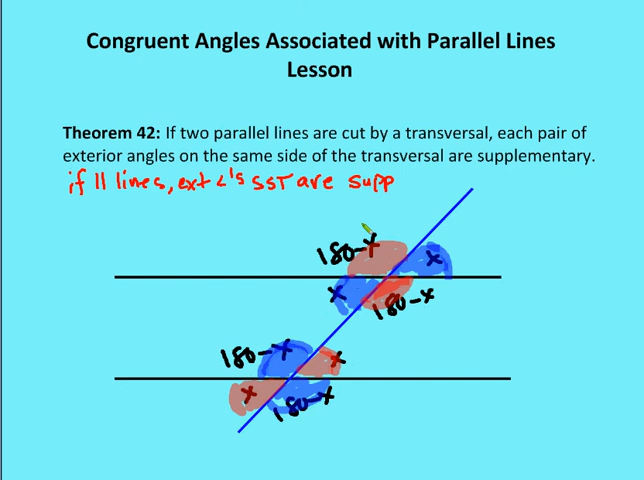 Congruent Angles Associated with Parallel Lines
Lesson
Theorem 42: If two parallel lines are cut by a transversal, each pair of
exterior angles on the same side of the transversal are supplementary.
if || lines, ext <'s SST are supp
180-x
x
x
180-x
180-x
x
x
180-x